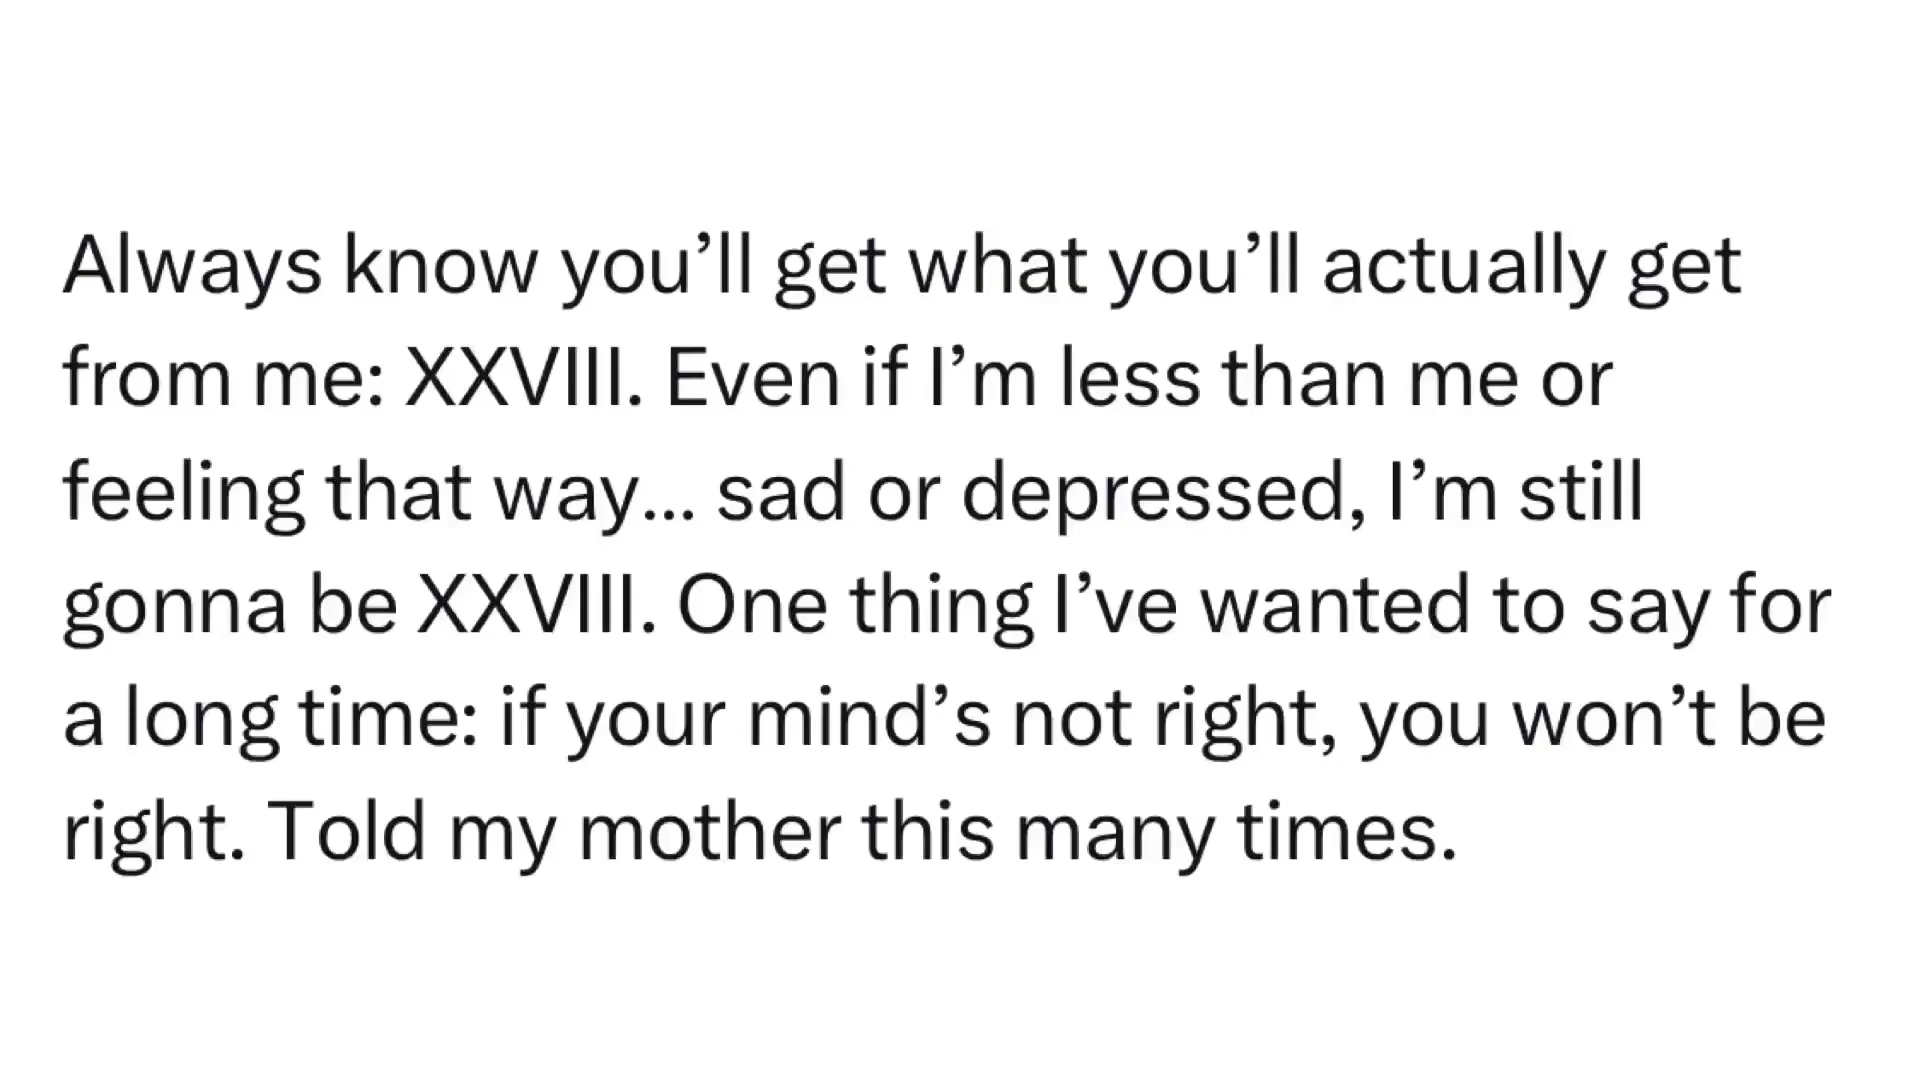 Always know you’ll get what you’ll actually get
from me: XXVIII. Even if I’m less than me or
feeling that way... sad or depressed, I’m still
gonna be XXVIII. One thing I’ve wanted to say for
a long time: if your mind’s not right, you won’t be
right. Told my mother this many times.